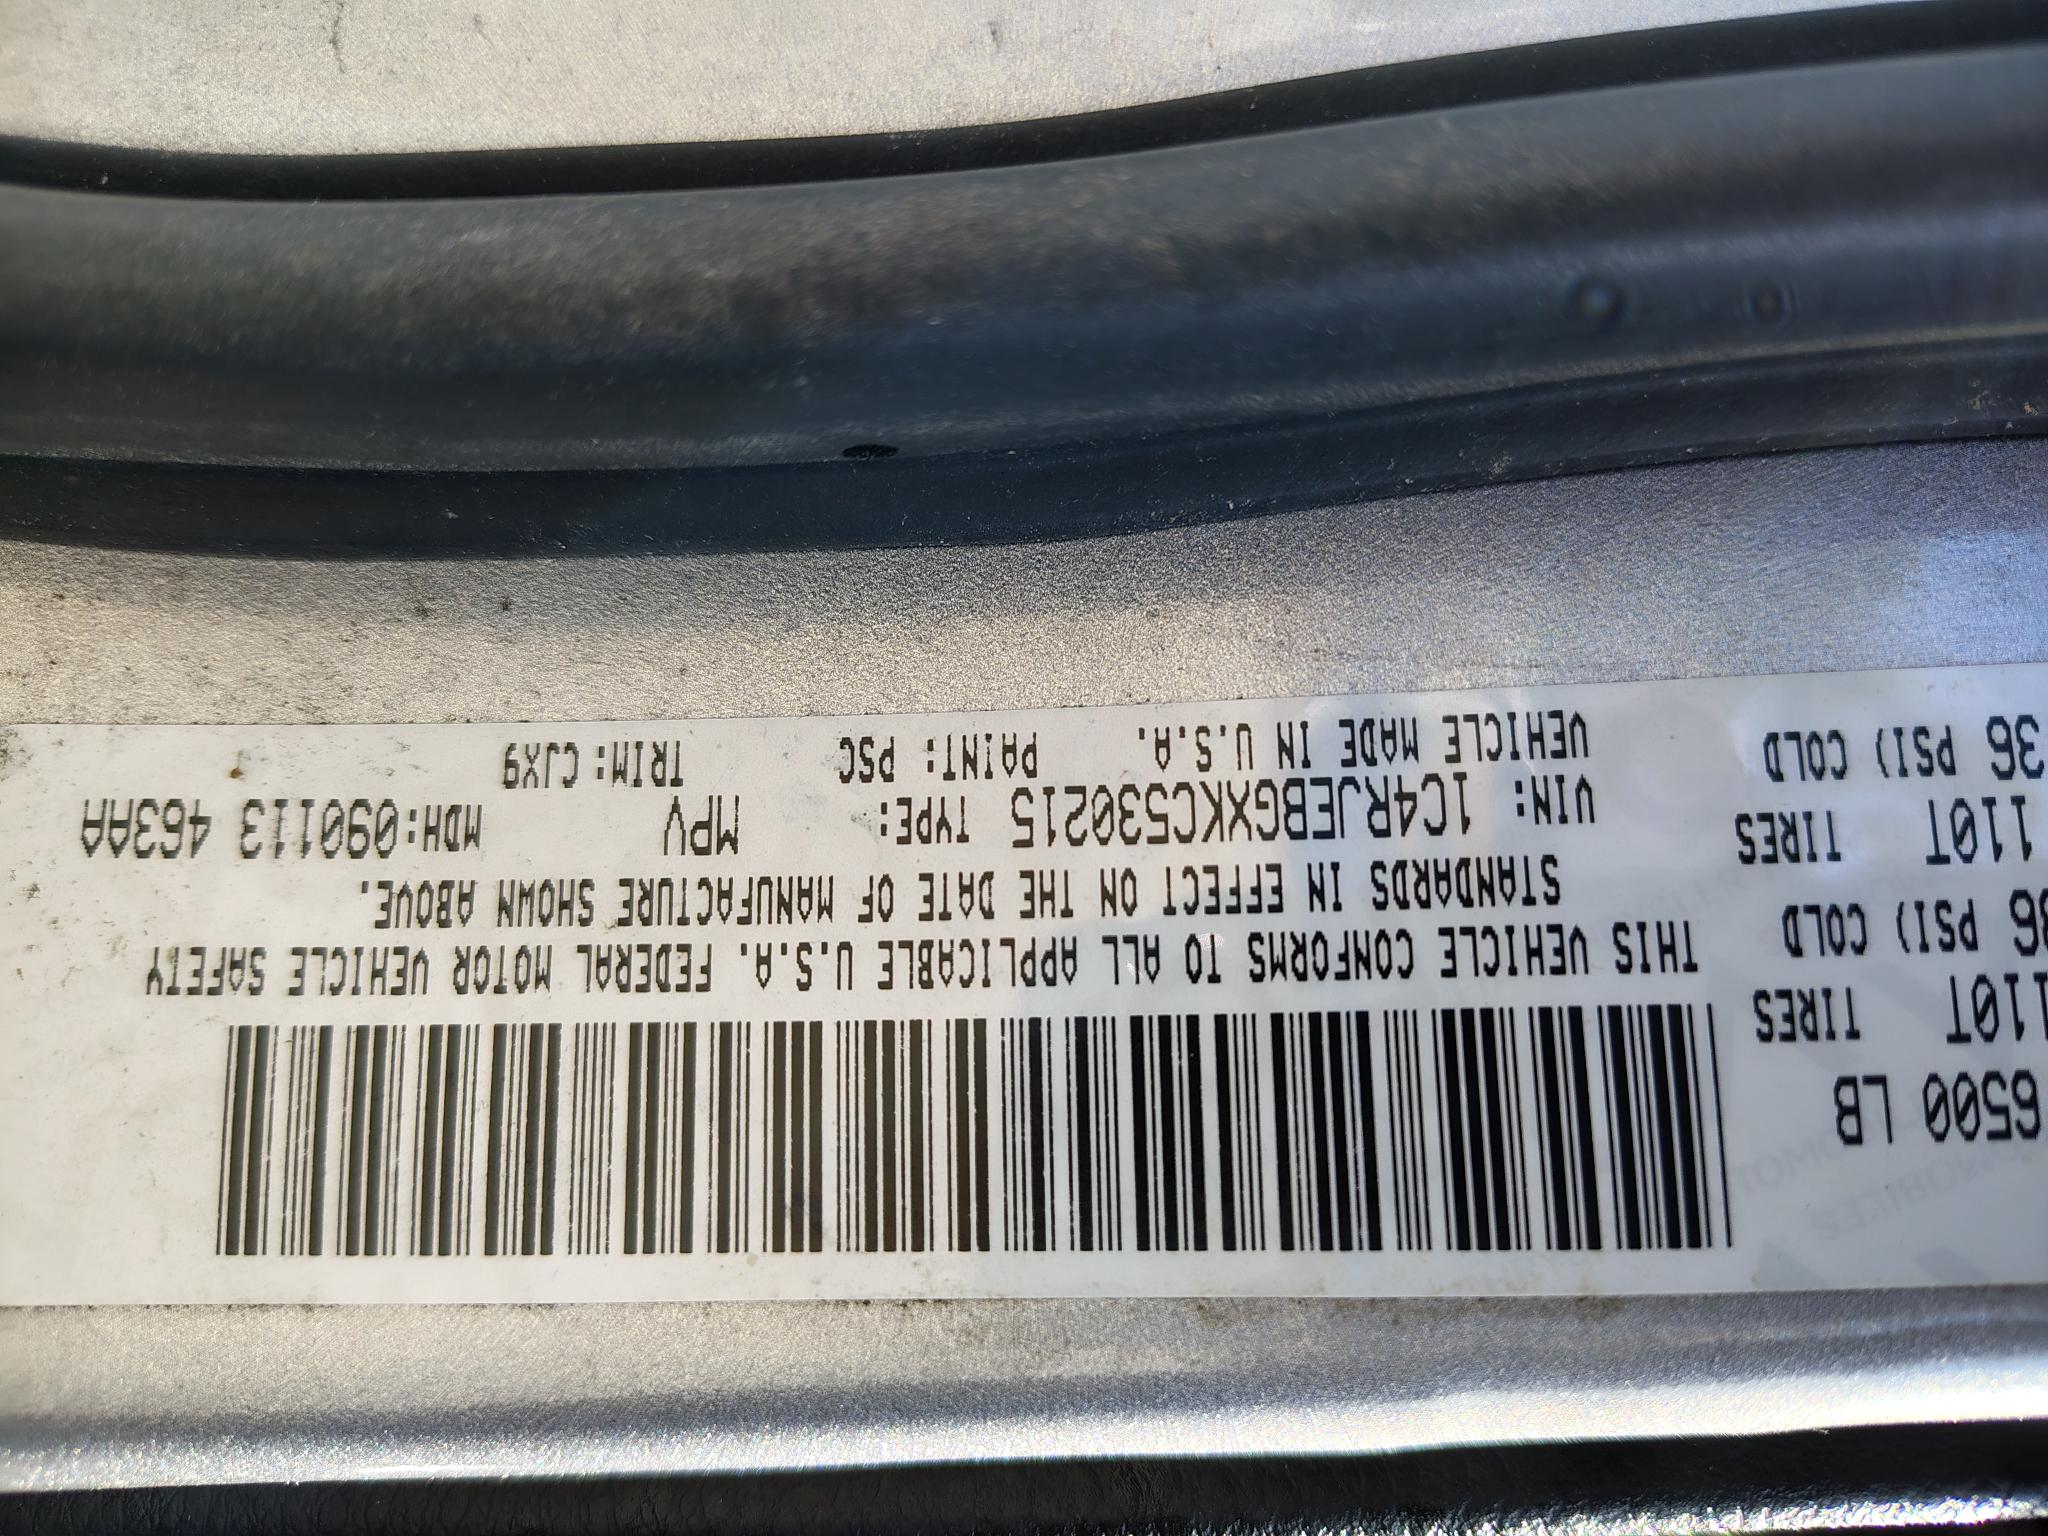 6500 LB
110T TIRES
36 PSI) COLD
110T TIRES
36 PSI) COLD
THIS VEHICLE CONFORMS TO ALL APPLICABLE U.S.A. FEDERAL MOTOR VEHICLE SAFETY
STANDARDS IN EFFECT ON THE DATE OF MANUFACTURE SHOWN ABOVE.
VIN: 1C4RJEBGXKC530215 TYPE: MPV MDH:090113 463AA
VEHICLE MADE IN U.S.A. PAINT: PSC TRIM: CJX9